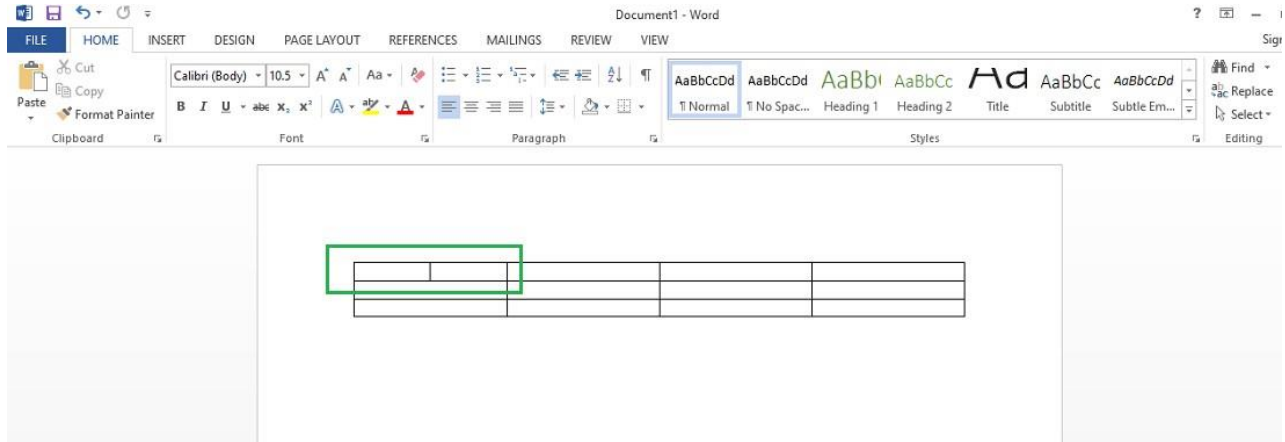 Document1 - Word
?
FILE HOME INSERT DESIGN PAGE LAYOUT REFERENCES MAILINGS REVIEW VIEW
Paste
Cut
Copy
Format Painter
Clipboard
Calibri (Body) 10.5 A A Aa
B I U abc X₂ X² A aby A
Font
Paragraph
AaBbCcDd AaBbCcDd AaBb AaBbCc AaBbCc AaBbCcDd
¶ Normal ¶ No Spac... Heading 1 Heading 2 Title Subtitle Subtle Em...
Styles
Find
Replace
Select
Editing